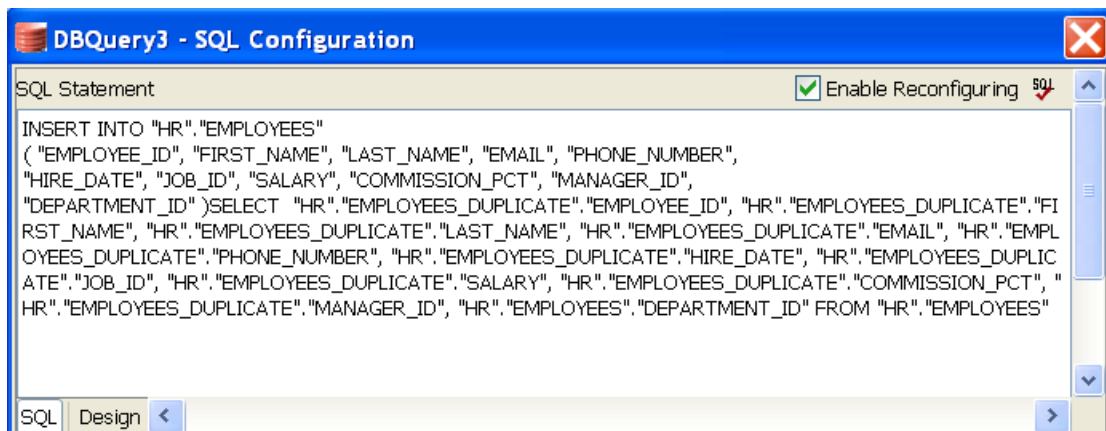 DBQuery3 - SQL Configuration
SQL Statement
Enable Reconfiguring
SQL
INSERT INTO "HR"."EMPLOYEES"
( "EMPLOYEE_ID", "FIRST_NAME", "LAST_NAME", "EMAIL", "PHONE_NUMBER",
"HIRE_DATE", "JOB_ID", "SALARY", "COMMISSION_PCT", "MANAGER_ID",
"DEPARTMENT_ID" )SELECT  "HR"."EMPLOYEES_DUPLICATE"."EMPLOYEE_ID", "HR"."EMPLOYEES_DUPLICATE"."FI
RST_NAME", "HR"."EMPLOYEES_DUPLICATE"."LAST_NAME", "HR"."EMPLOYEES_DUPLICATE"."EMAIL", "HR"."EMPL
OYEES_DUPLICATE"."PHONE_NUMBER", "HR"."EMPLOYEES_DUPLICATE"."HIRE_DATE", "HR"."EMPLOYEES_DUPLIC
ATE"."JOB_ID", "HR"."EMPLOYEES_DUPLICATE"."SALARY", "HR"."EMPLOYEES_DUPLICATE"."COMMISSION_PCT", "
HR"."EMPLOYEES_DUPLICATE"."MANAGER_ID", "HR"."EMPLOYEES"."DEPARTMENT_ID" FROM "HR"."EMPLOYEES"
SQL
Design